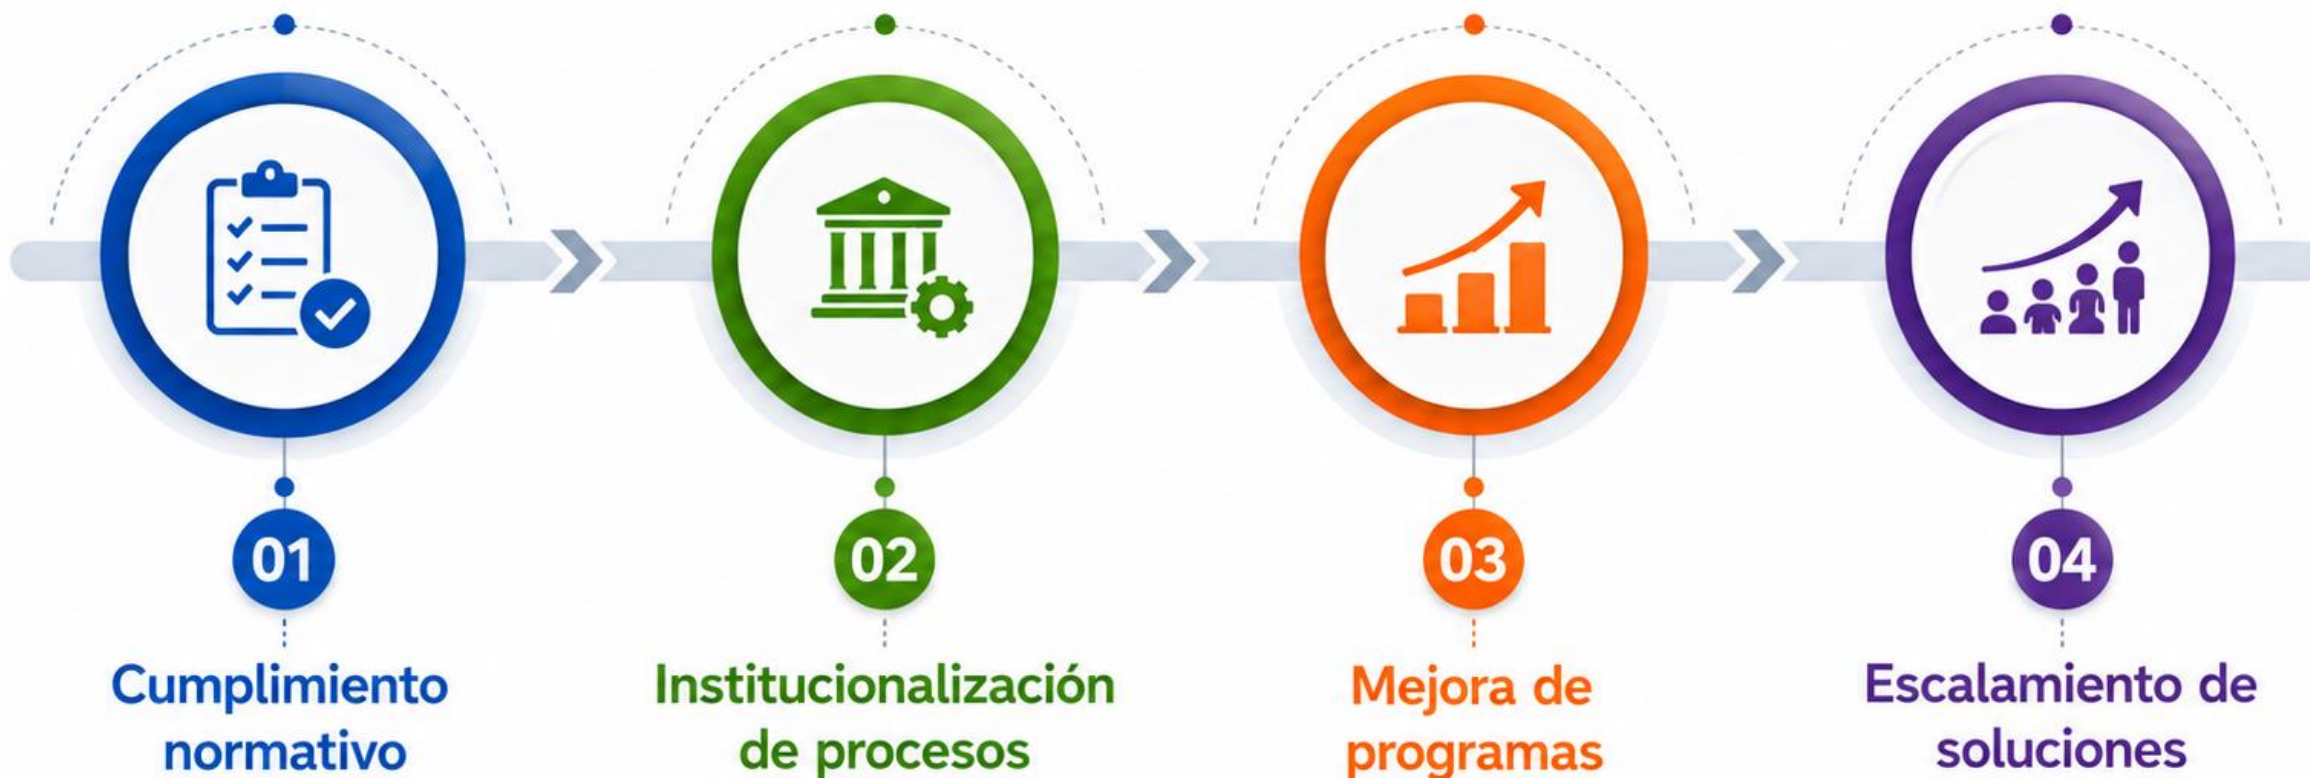 01
Cumplimiento
normativo
02
Institucionalización
de procesos
03
Mejora de
programas
04
Escalamiento de
soluciones